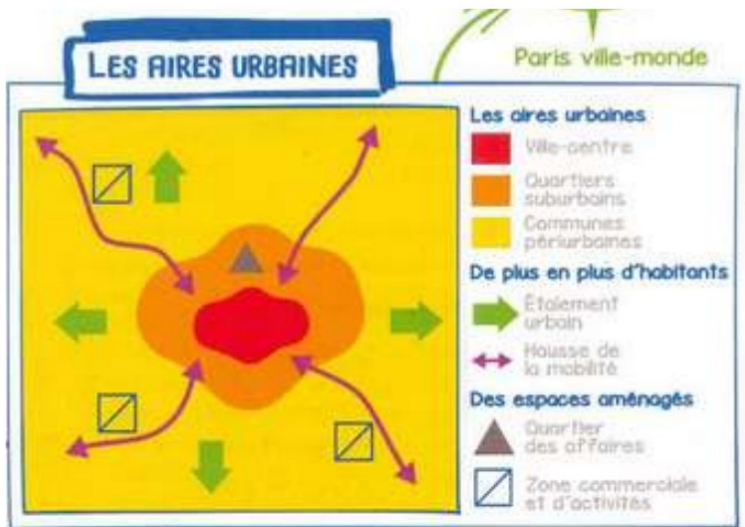 LES AIRES URBAINES
Paris ville-monde
Les aires urbaines
Ville-centre
Quartiers
suburbains
Communes
périurbaines
De plus en plus d'habitants
Étalement
urbain
Hausse de
la mobilité
Des espaces aménagés
Quartier
des affaires
Zone commerciale
et d'activités